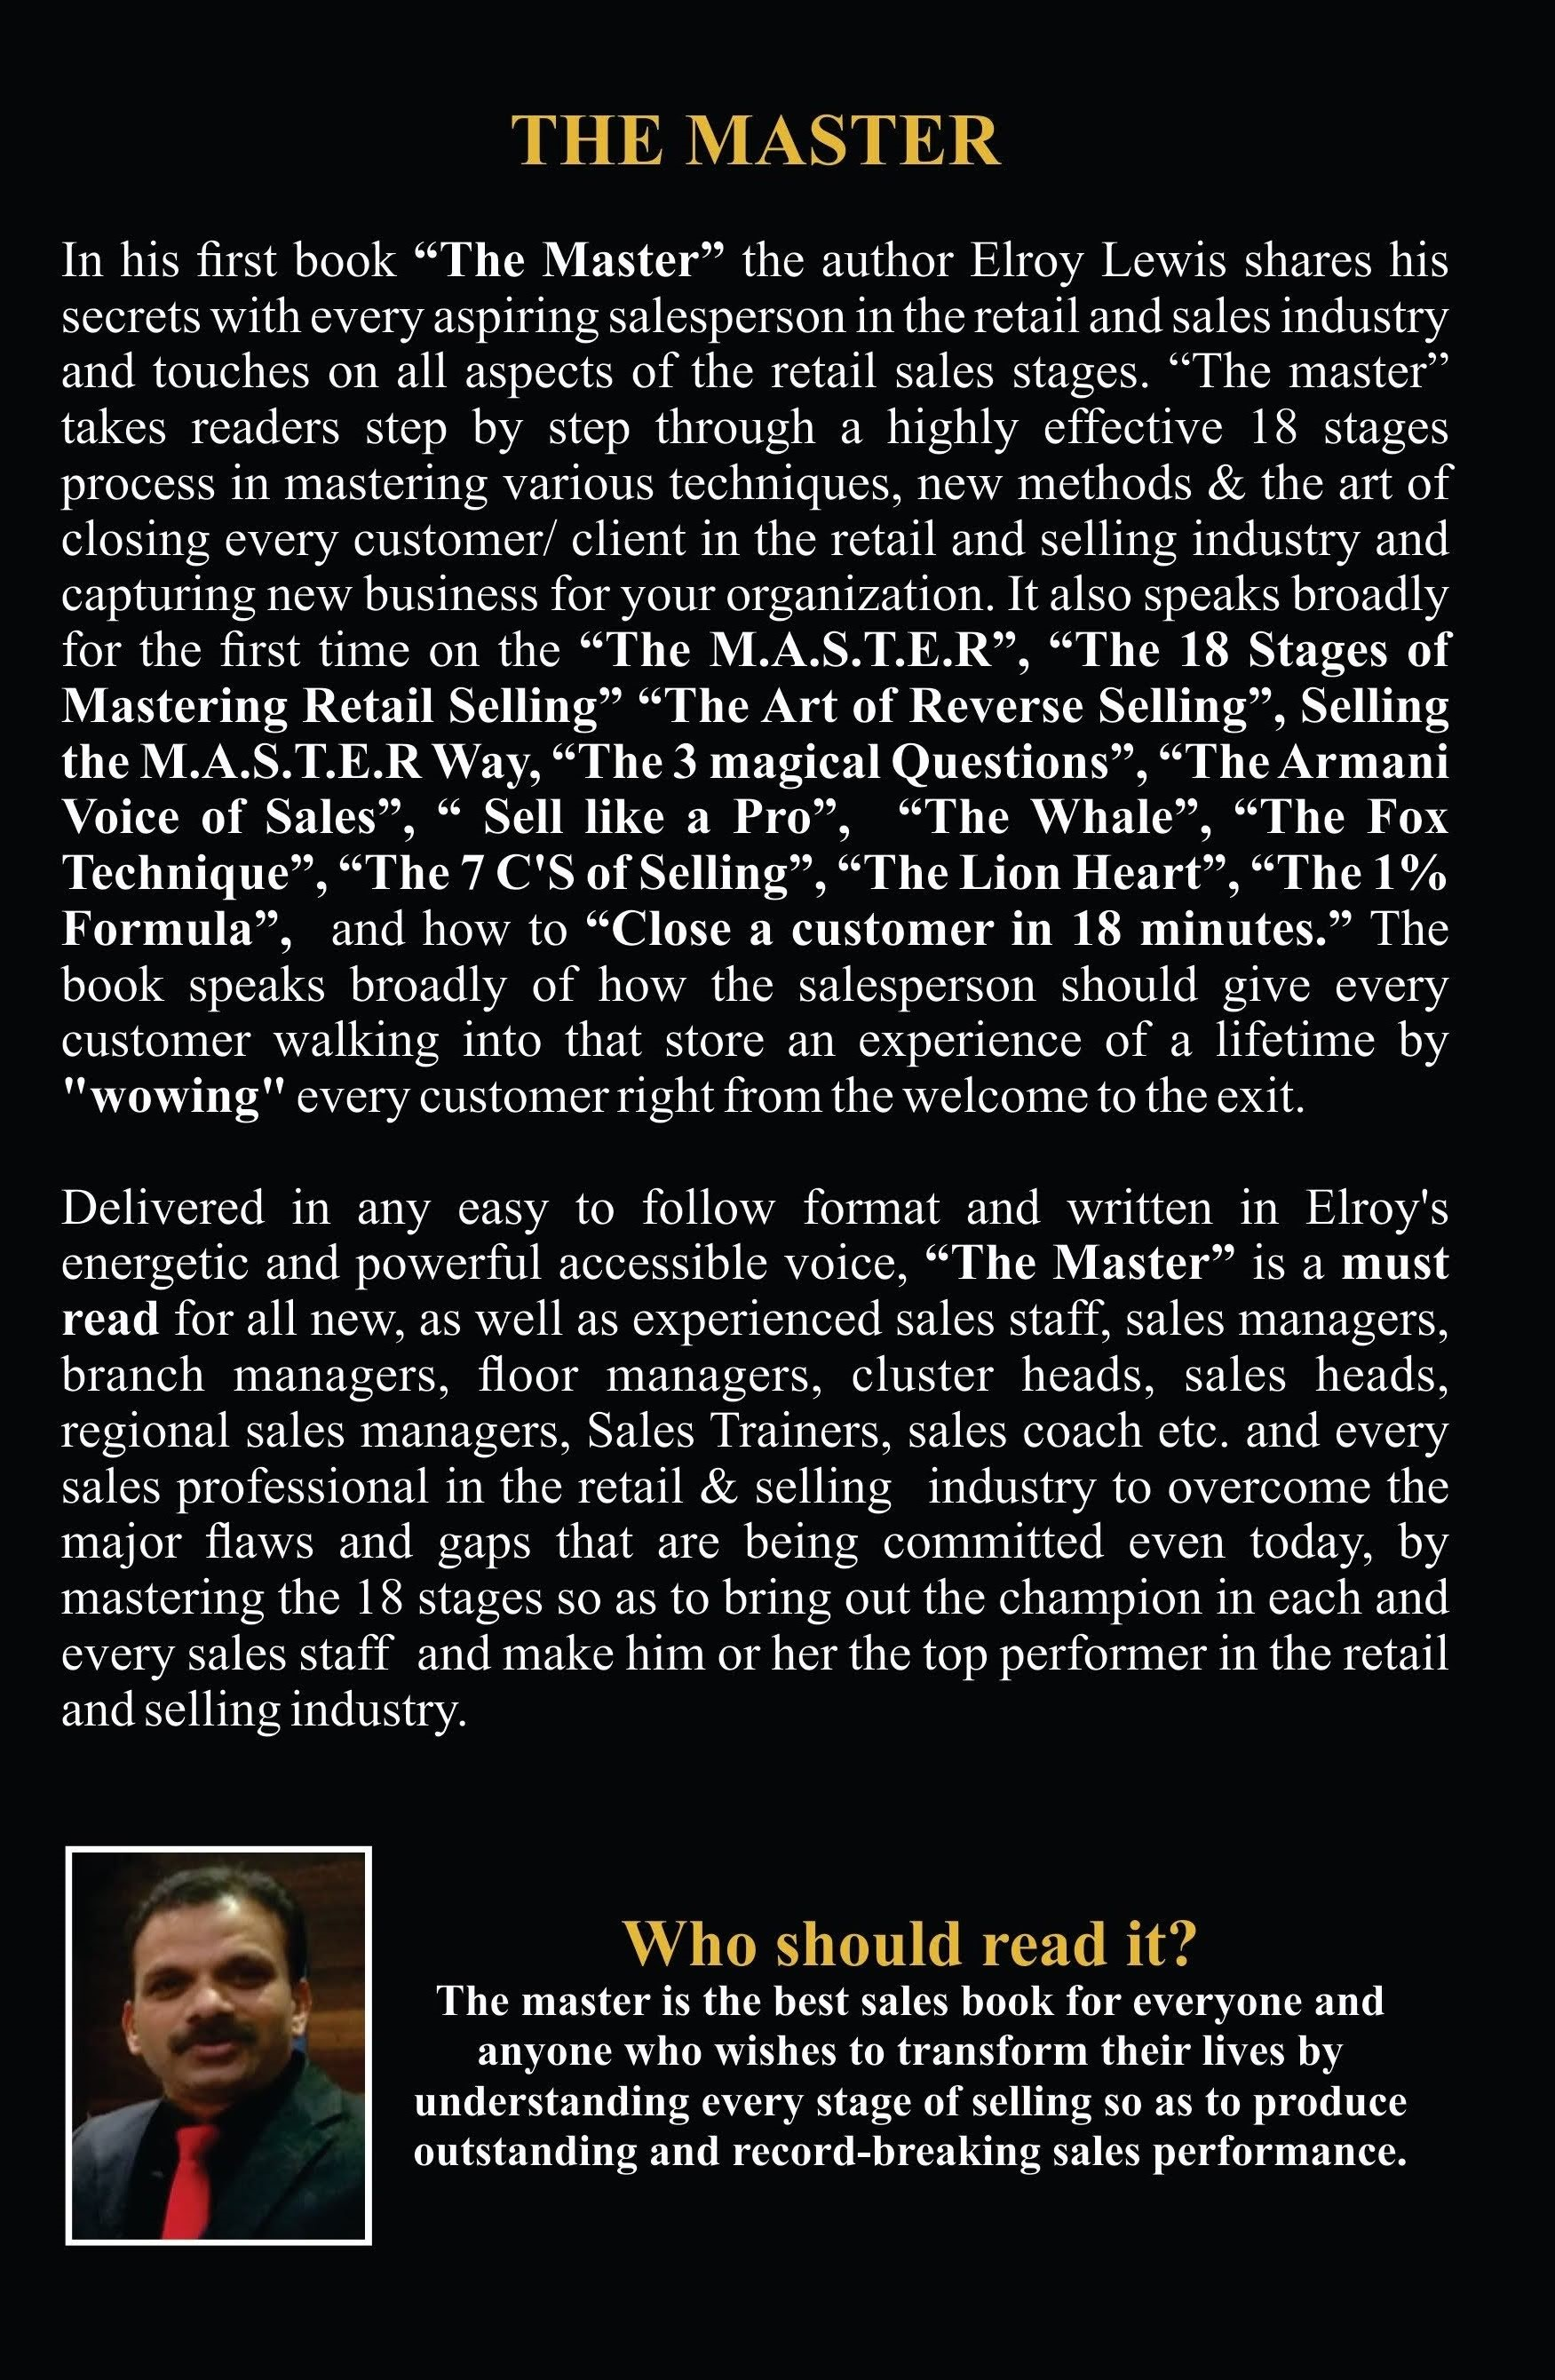 THE MASTER
In his first book “The Master” the author Elroy Lewis shares his
secrets with every aspiring salesperson in the retail and sales industry
and touches on all aspects of the retail sales stages. “The master”
takes readers step by step through a highly effective 18 stages
process in mastering various techniques, new methods & the art of
closing every customer/ client in the retail and selling industry and
capturing new business for your organization. It also speaks broadly
for the first time on the “The M.A.S.T.E.R”, “The 18 Stages of
Mastering Retail Selling” “The Art of Reverse Selling”, Selling
the M.A.S.T.E.R Way, “The 3 magical Questions”, “The Armani
Voice of Sales”, “ Sell like a Pro”, “The Whale”, “The Fox
Technique”, “The 7 C'S of Selling”, “The Lion Heart”, “The 1%
Formula”, and how to “Close a customer in 18 minutes.” The
book speaks broadly of how the salesperson should give every
customer walking into that store an experience of a lifetime by
"wowing" every customer right from the welcome to the exit.
Delivered in any easy to follow format and written in Elroy's
energetic and powerful accessible voice, “The Master” is a must
read for all new, as well as experienced sales staff, sales managers,
branch managers, floor managers, cluster heads, sales heads,
regional sales managers, Sales Trainers, sales coach etc. and every
sales professional in the retail & selling industry to overcome the
major flaws and gaps that are being committed even today, by
mastering the 18 stages so as to bring out the champion in each and
every sales staff and make him or her the top performer in the retail
and selling industry.
Who should read it?
The master is the best sales book for everyone and
anyone who wishes to transform their lives by
understanding every stage of selling so as to produce
outstanding and record-breaking sales performance.